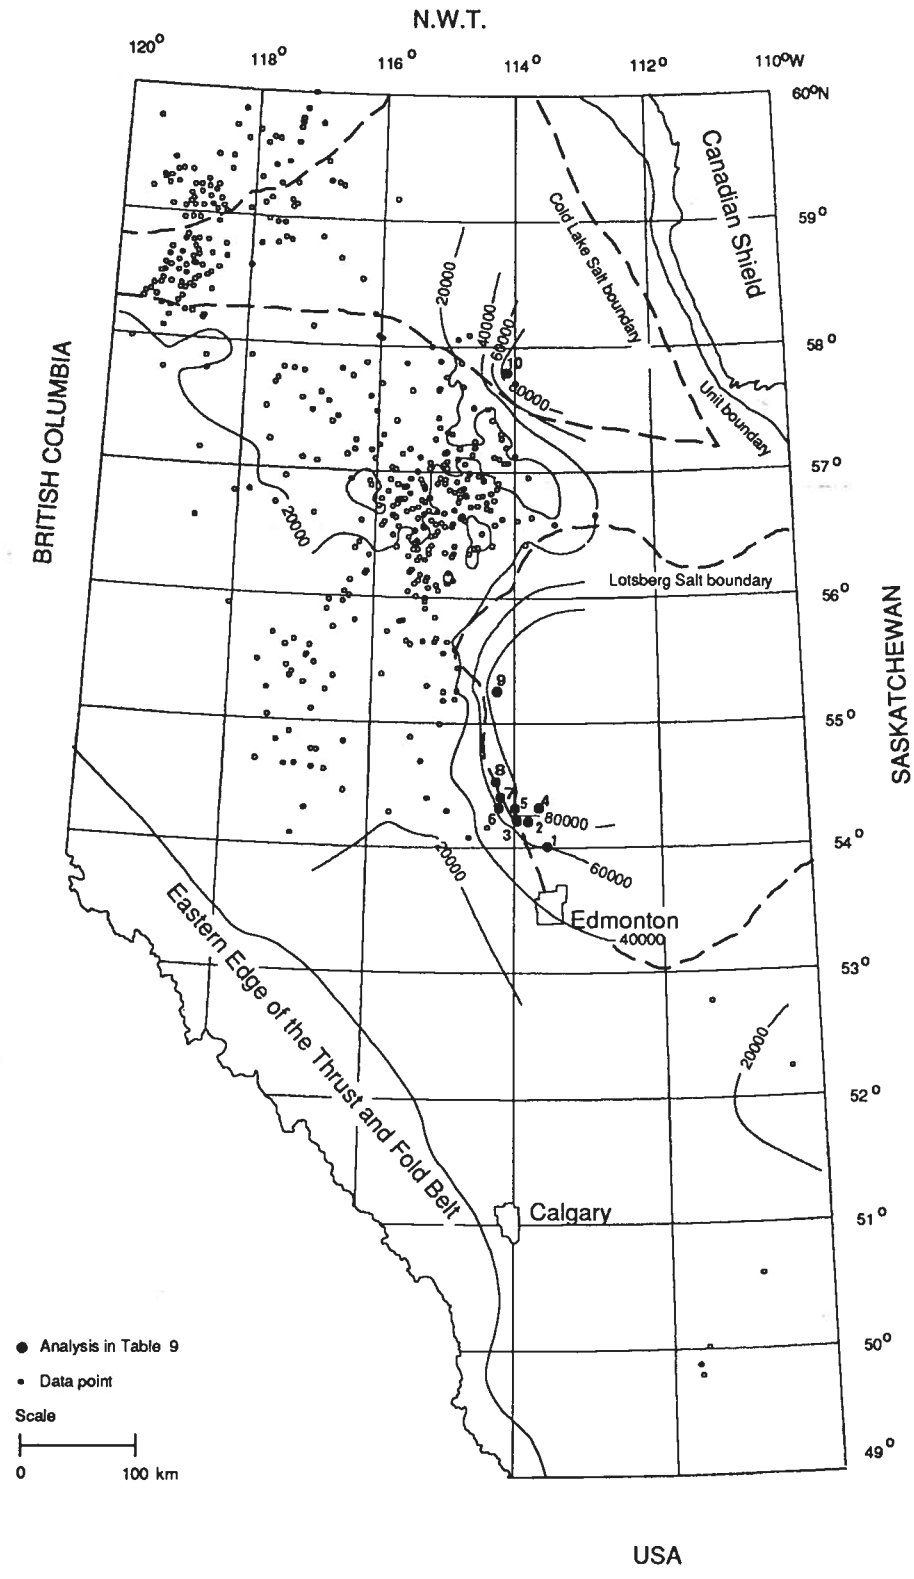 N.W.T.
120°
118°
116°
114°
112°
110°W
60°N
Canadian Shield
59°
Cold Lake Salt boundary
20000
40000
60000
58°
10
80000
Unit boundary
BRITISH COLUMBIA
57°
20000
Lotsberg Salt boundary
56°
SASKATCHEWAN
9
55°
8
7
5
4
6
3
2
80000
1
54°
20000
60000
Edmonton
40000
Eastern Edge of the Thrust and Fold Belt
53°
20000
52°
Calgary
51°
50°
Analysis in Table 9
Data point
Scale
0 100 km
49°
USA